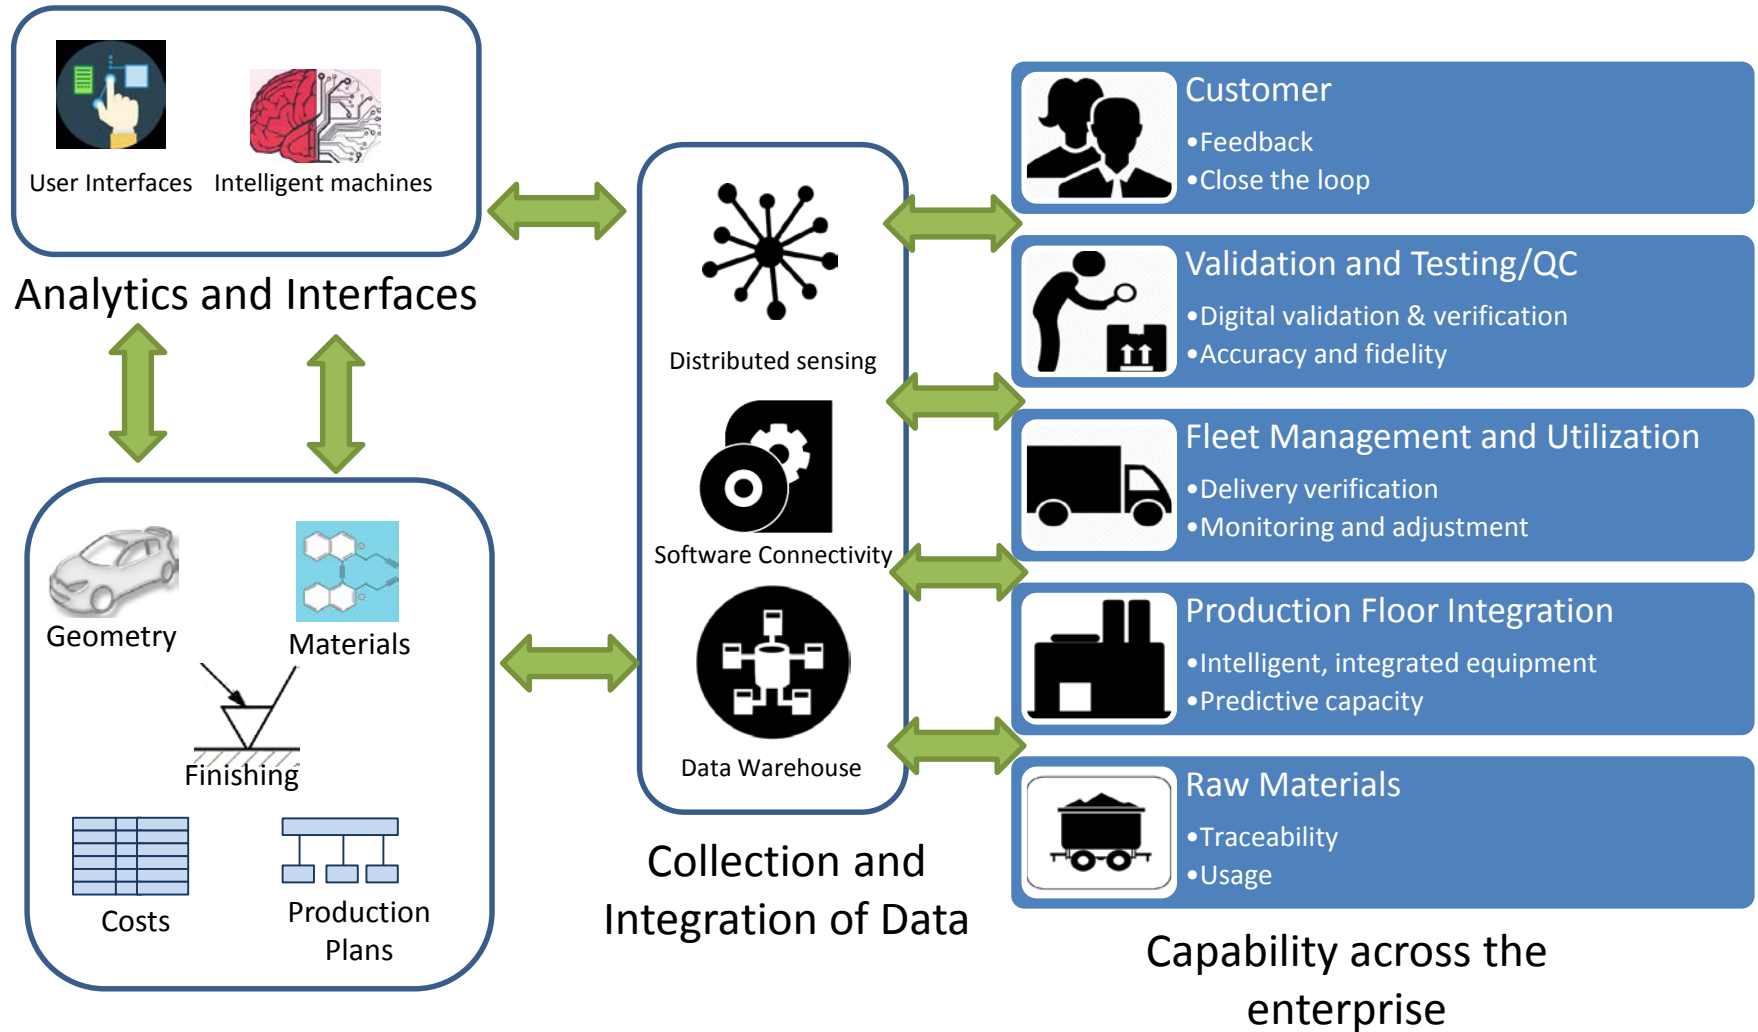 User Interfaces
Intelligent machines
Analytics and Interfaces
Geometry
Materials
Finishing
Costs
Production
Plans
Distributed sensing
Software Connectivity
Data Warehouse
Collection and
Integration of Data
Customer
•Feedback
•Close the loop
Validation and Testing/QC
•Digital validation & verification
•Accuracy and fidelity
Fleet Management and Utilization
•Delivery verification
•Monitoring and adjustment
Production Floor Integration
•Intelligent, integrated equipment
•Predictive capacity
Raw Materials
•Traceability
•Usage
Capability across the
enterprise